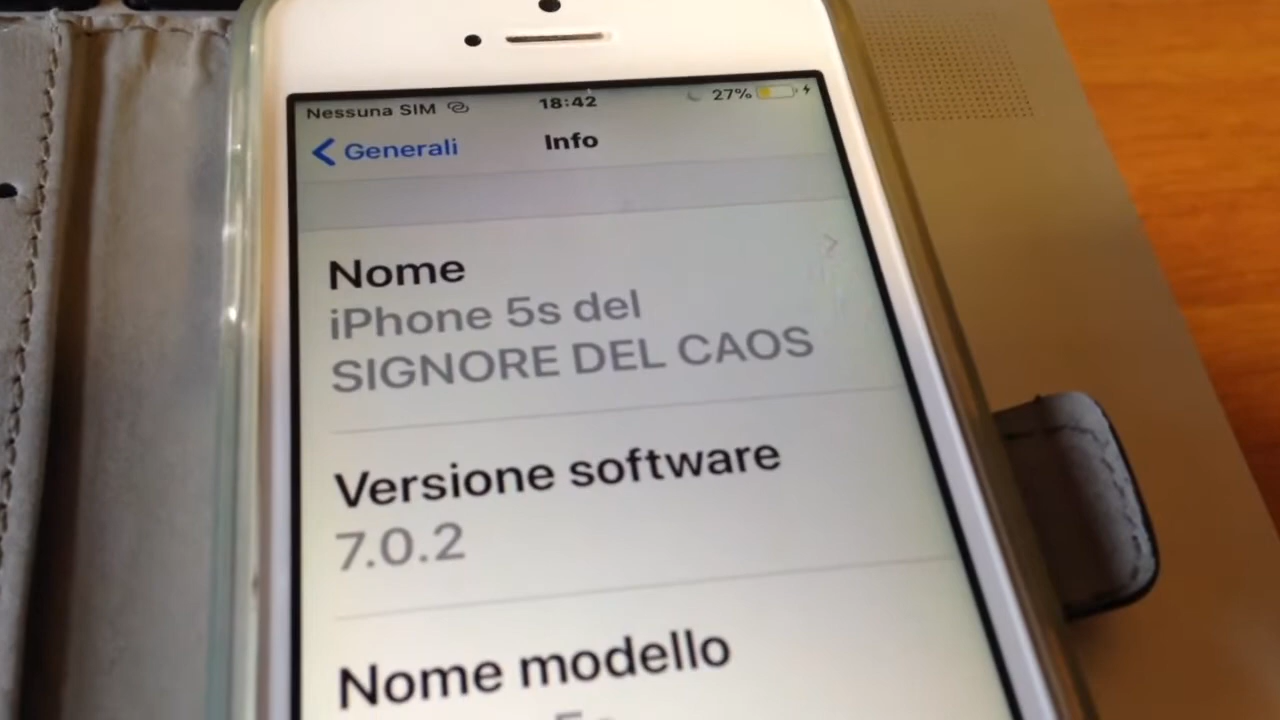 Nessuna SIM 18:42 27%
Generali Info
Nome
iPhone 5s del
SIGNORE DEL CAOS
Versione software
7.0.2
Nome modello